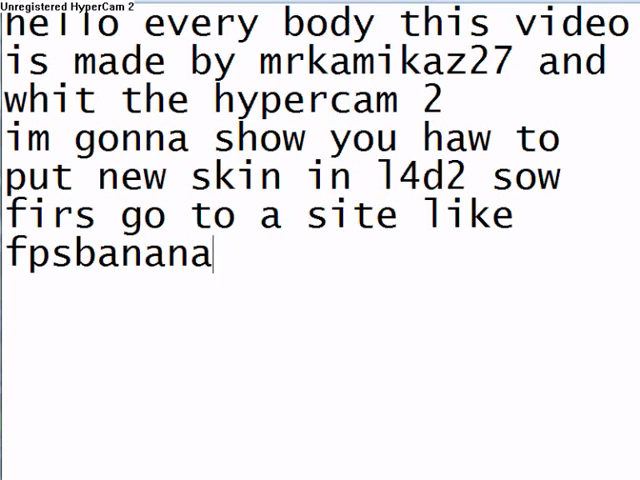 Unregistered HyperCam 2
hello every body this video
is made by mrkamikaz27 and
whit the hypercam 2
im gonna show you haw to
put new skin in l4d2 sow
firs go to a site like
fpsbanana